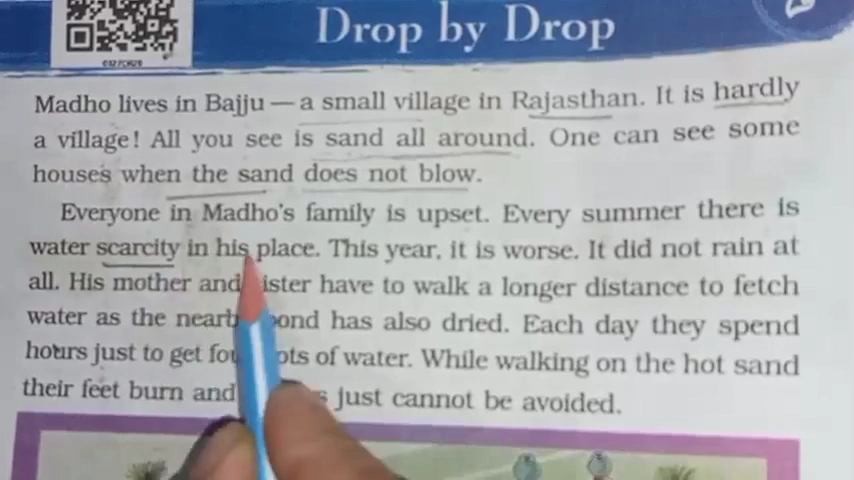 Drop by Drop
Madho lives in Bajju — a small village in Rajasthan. It is hardly
a village! All you see is sand all around. One can see some
houses when the sand does not blow.
Everyone in Madho's family is upset. Every summer there is
water scarcity in his place. This year, it is worse. It did not rain at
all. His mother and ister have to walk a longer distance to fetch
water as the nearb ond has also dried. Each day they spend
hours just to get fou ots of water. While walking on the hot sand
their feet burn and s just cannot be avoided.